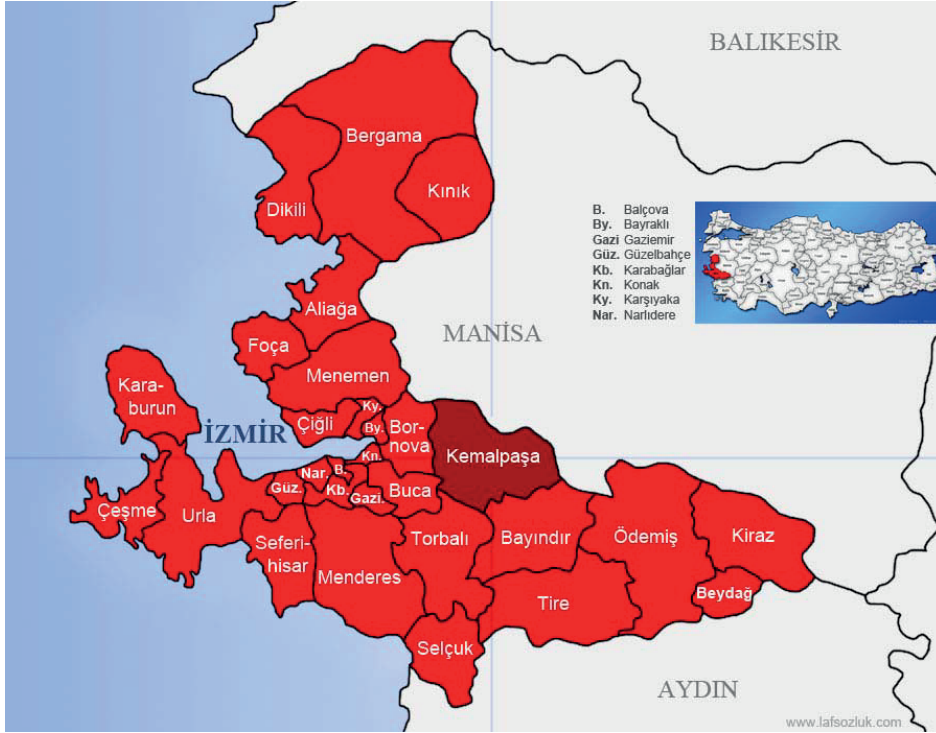 BALIKESİR
Bergama
Kınık
Dikili
B. Balçova
By. Bayraklı
Gazi Gaziemir
Güz. Güzelbahçe
Kb. Karabağlar
Kn. Konak
Ky. Karşıyaka
Nar. Narlıdere
Aliağa
Foça
MANİSA
Menemen
Kara-
burun
Ky.
Çiğli
By.
Bor-
nova
İZMİR
Kn.
Kemalpaşa
Nar.
B.
Güz.
Kb.
Gazi.
Buca
Çeşme
Urla
Seferi-
hisar
Menderes
Torbalı
Bayındır
Ödemiş
Kiraz
Beydağ
Tire
Selçuk
AYDIN
www.lafsozluk.com